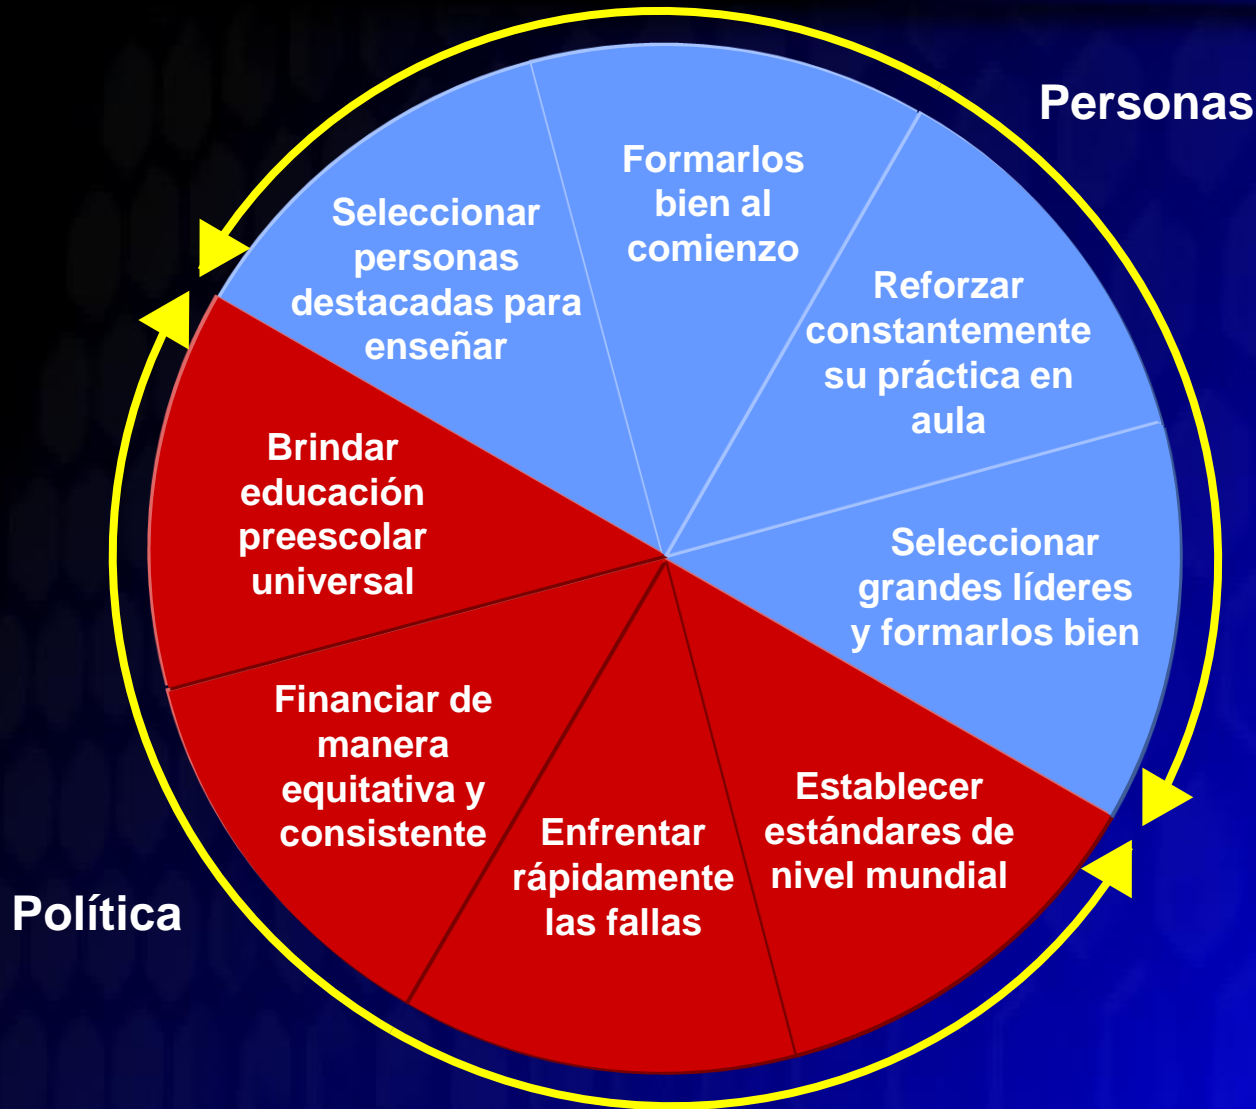 Personas
Formarlos
bien al
comienzo
Seleccionar
personas
destacadas para
enseñar
Reforzar
constantemente
su práctica en
aula
Brindar
educación
preescolar
universal
Seleccionar
grandes líderes
y formarlos bien
Financiar de
manera
equitativa y
consistente
Establecer
estándares de
nivel mundial
Enfrentar
rápidamente
las fallas
Política